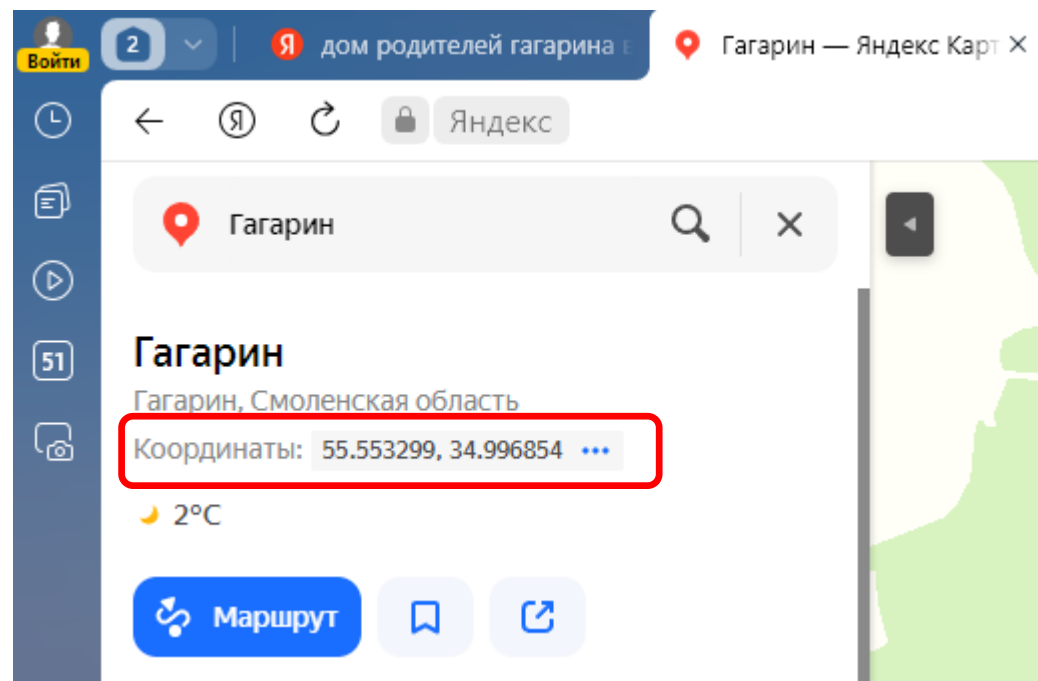 Войти
2
Я дом родителей гагарина в
Гагарин — Яндекс Карт
Я
Яндекс
Гагарин
51
Гагарин
Гагарин, Смоленская область
Координаты: 55.553299, 34.996854 •••
2°C
Маршрут